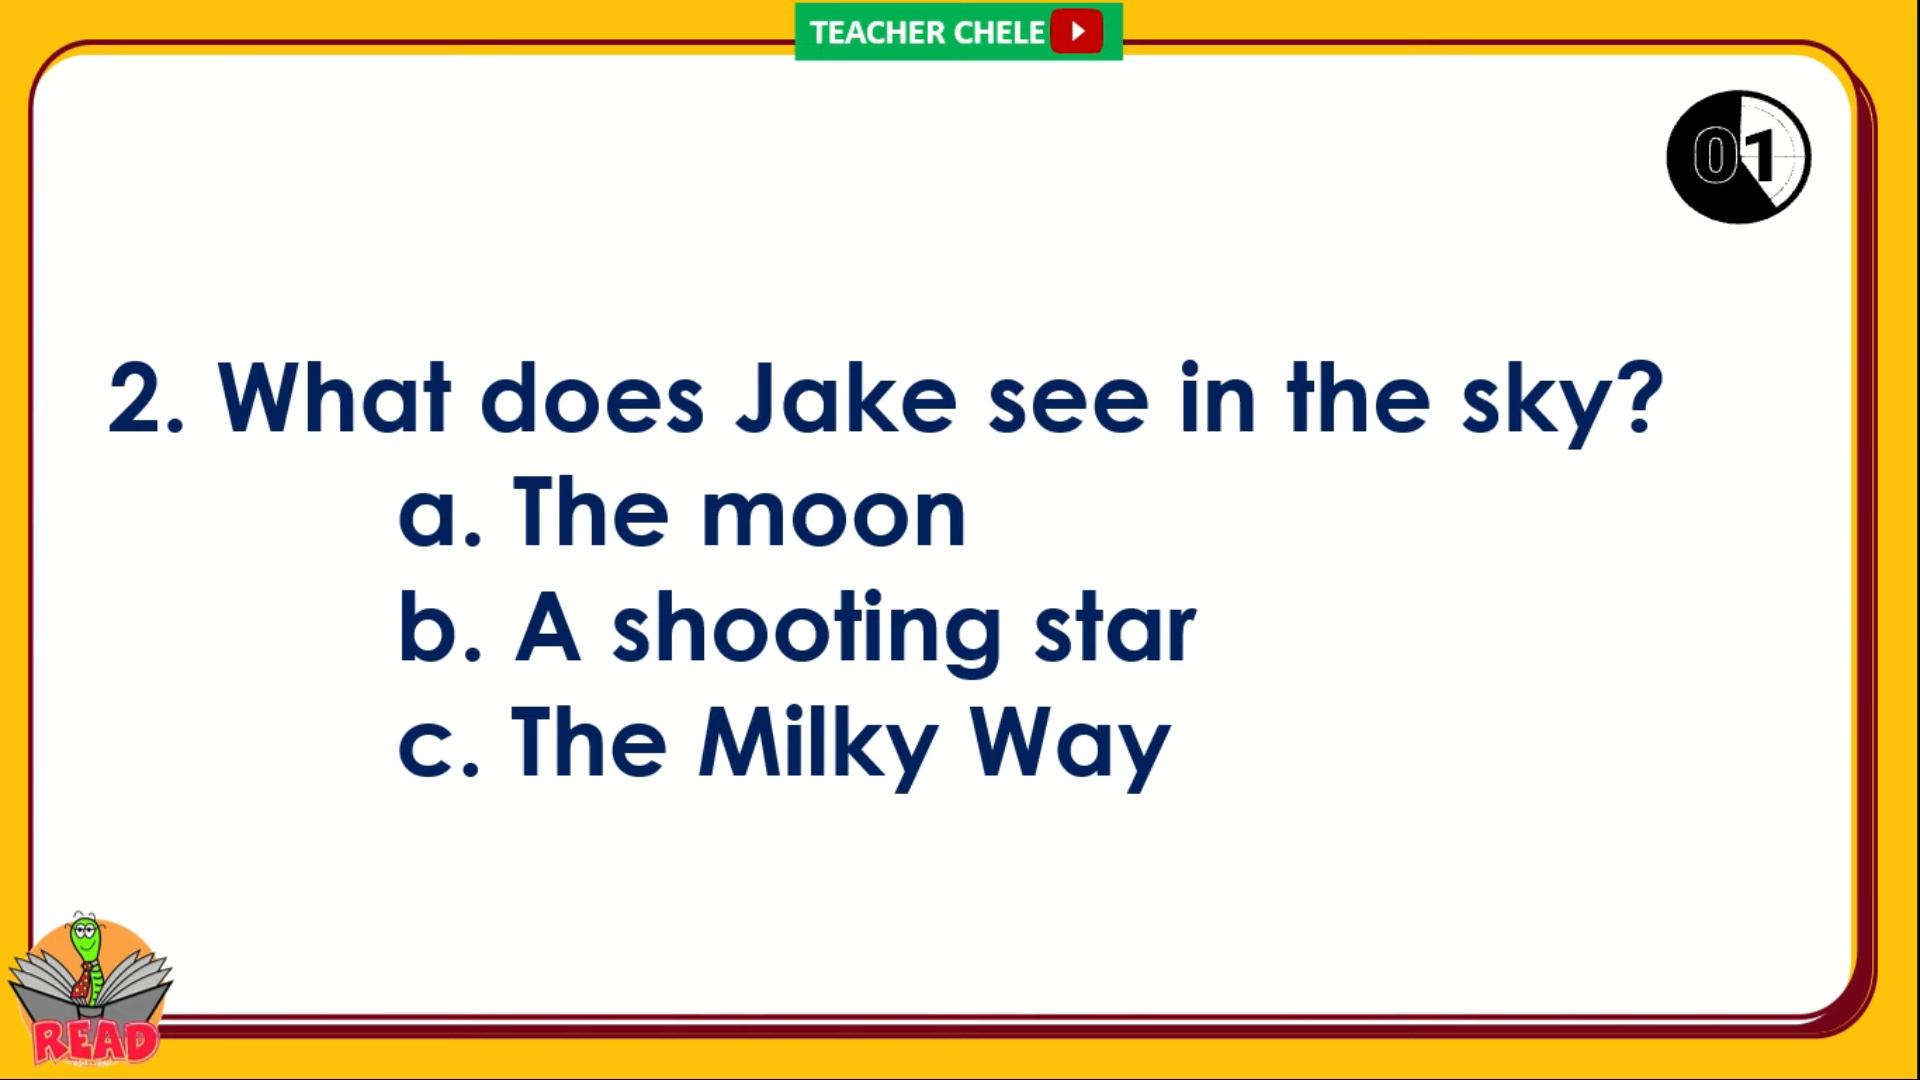 TEACHER CHELE
01
2. What does Jake see in the sky?
a. The moon
b. A shooting star
c. The Milky Way
READ